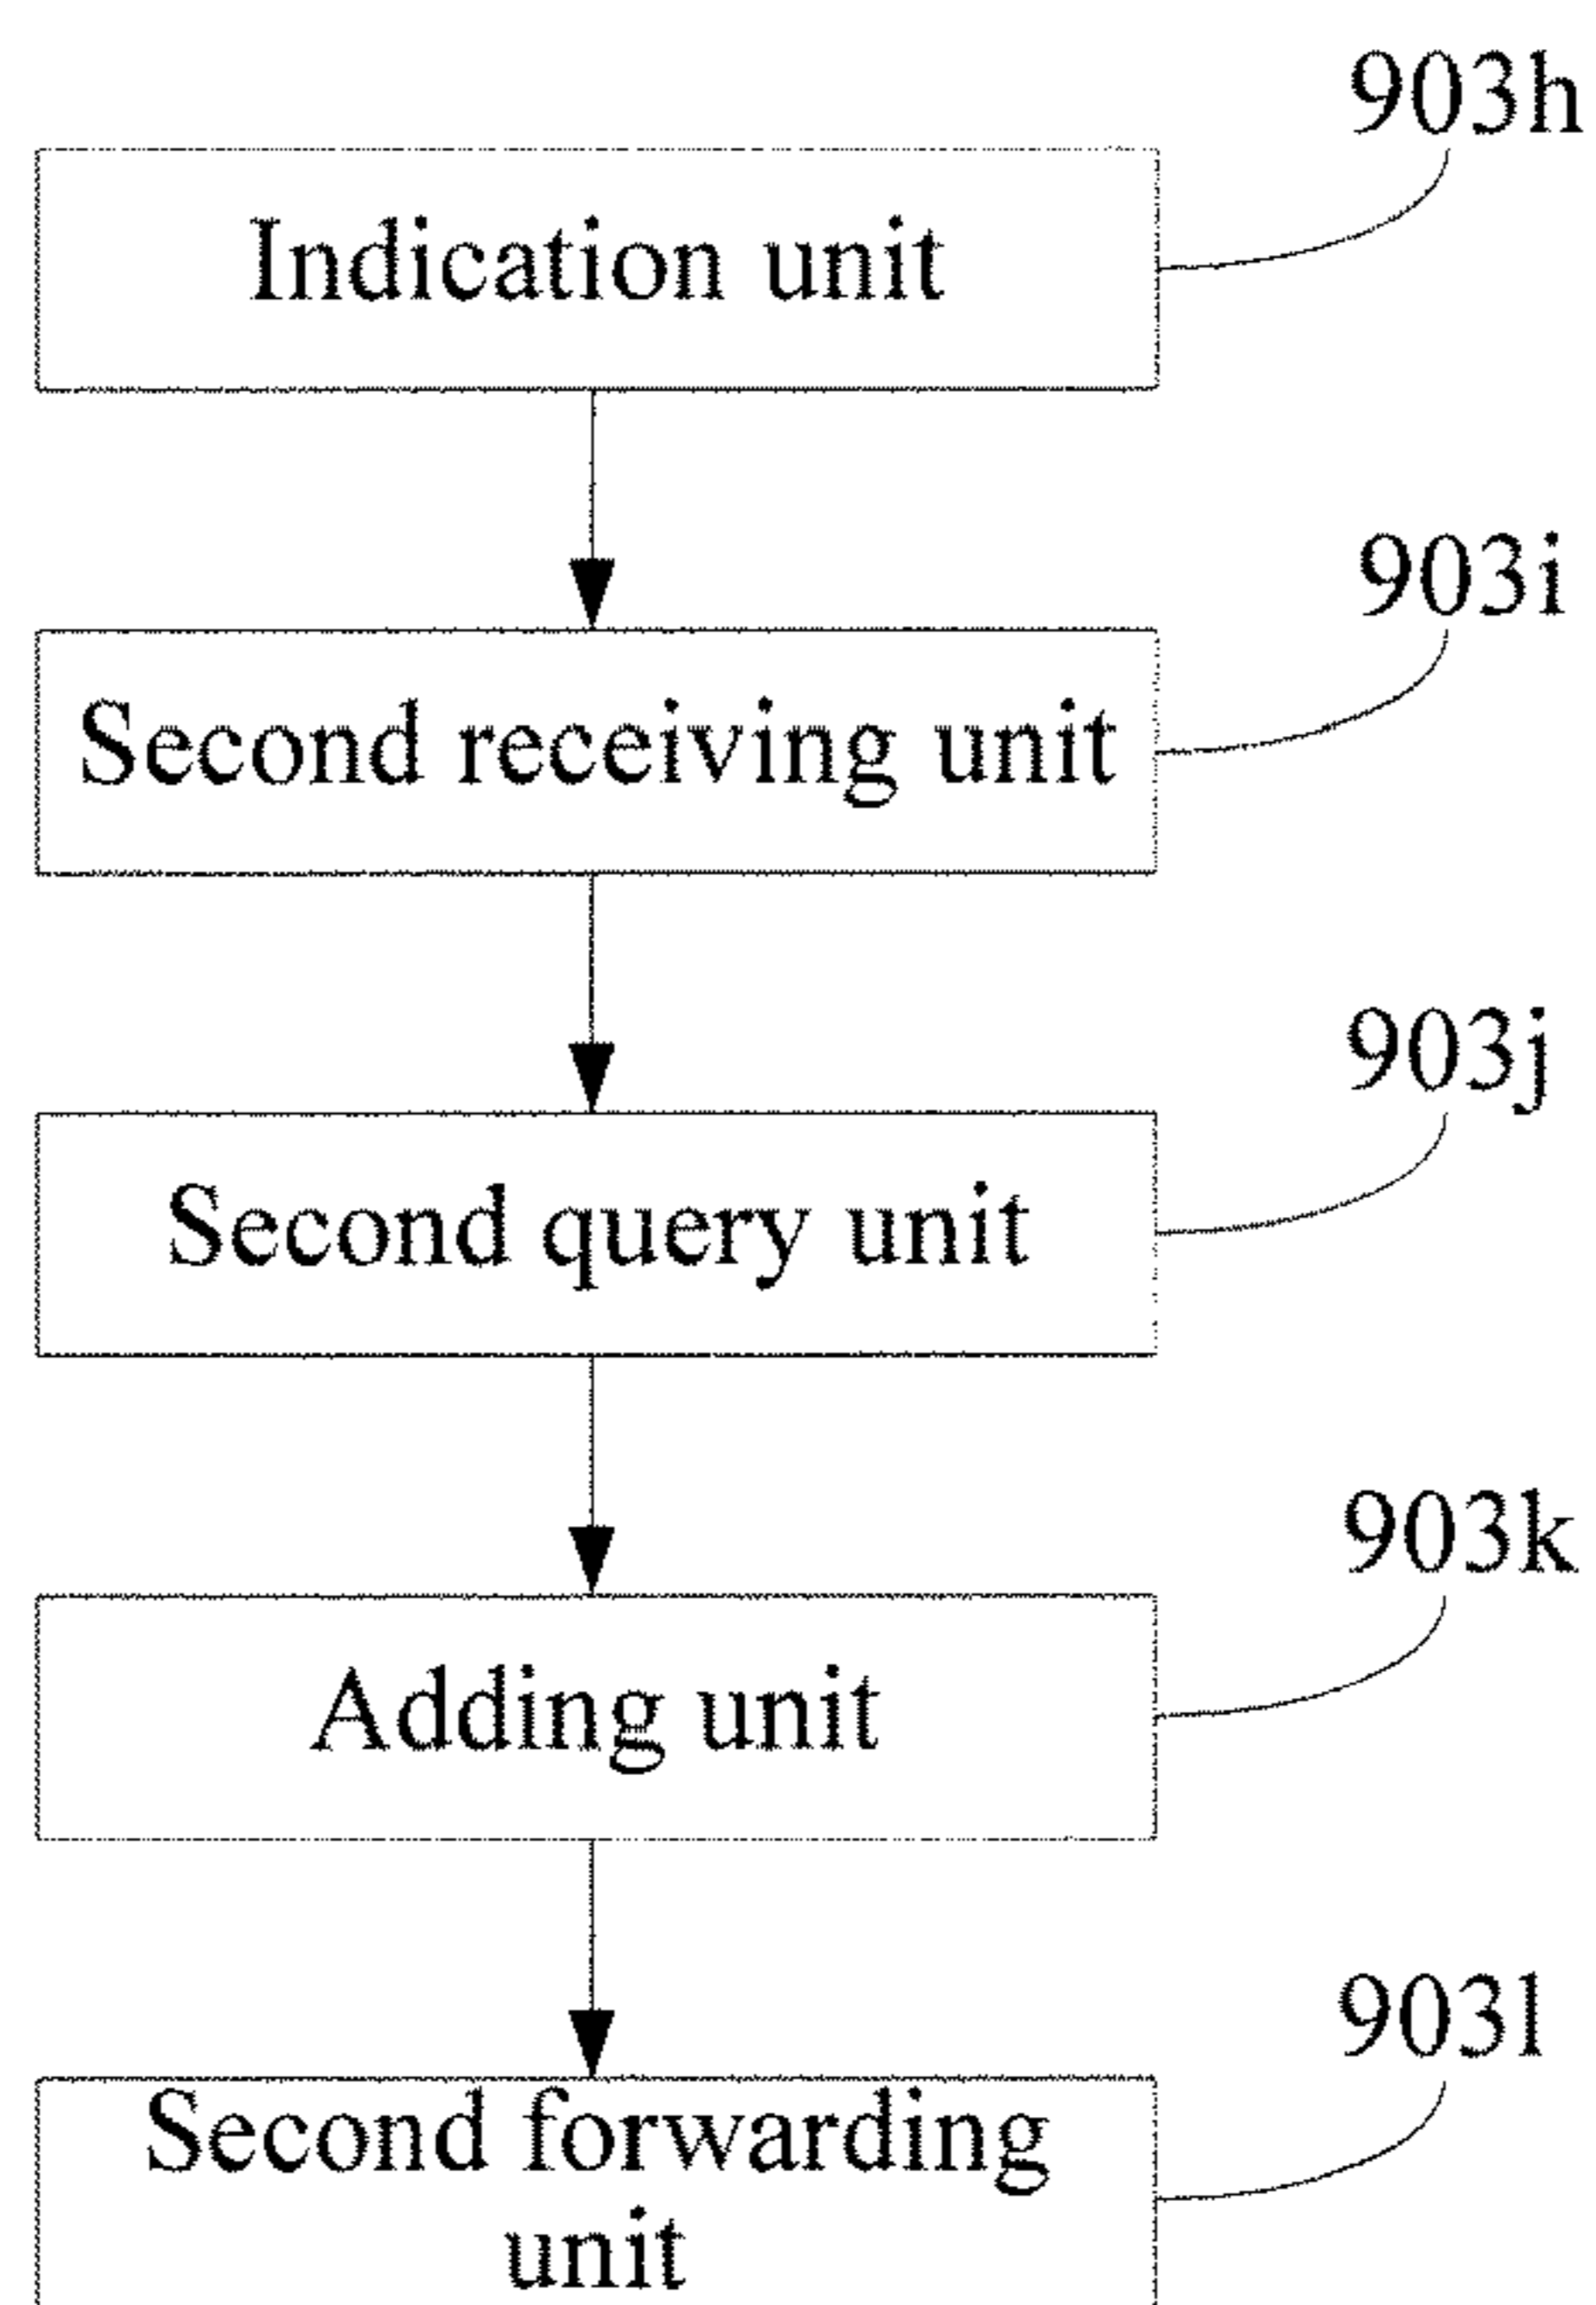 903h
Indication unit
903i
Second receiving unit
903j
Second query unit
903k
Adding unit
903l
Second forwarding
unit